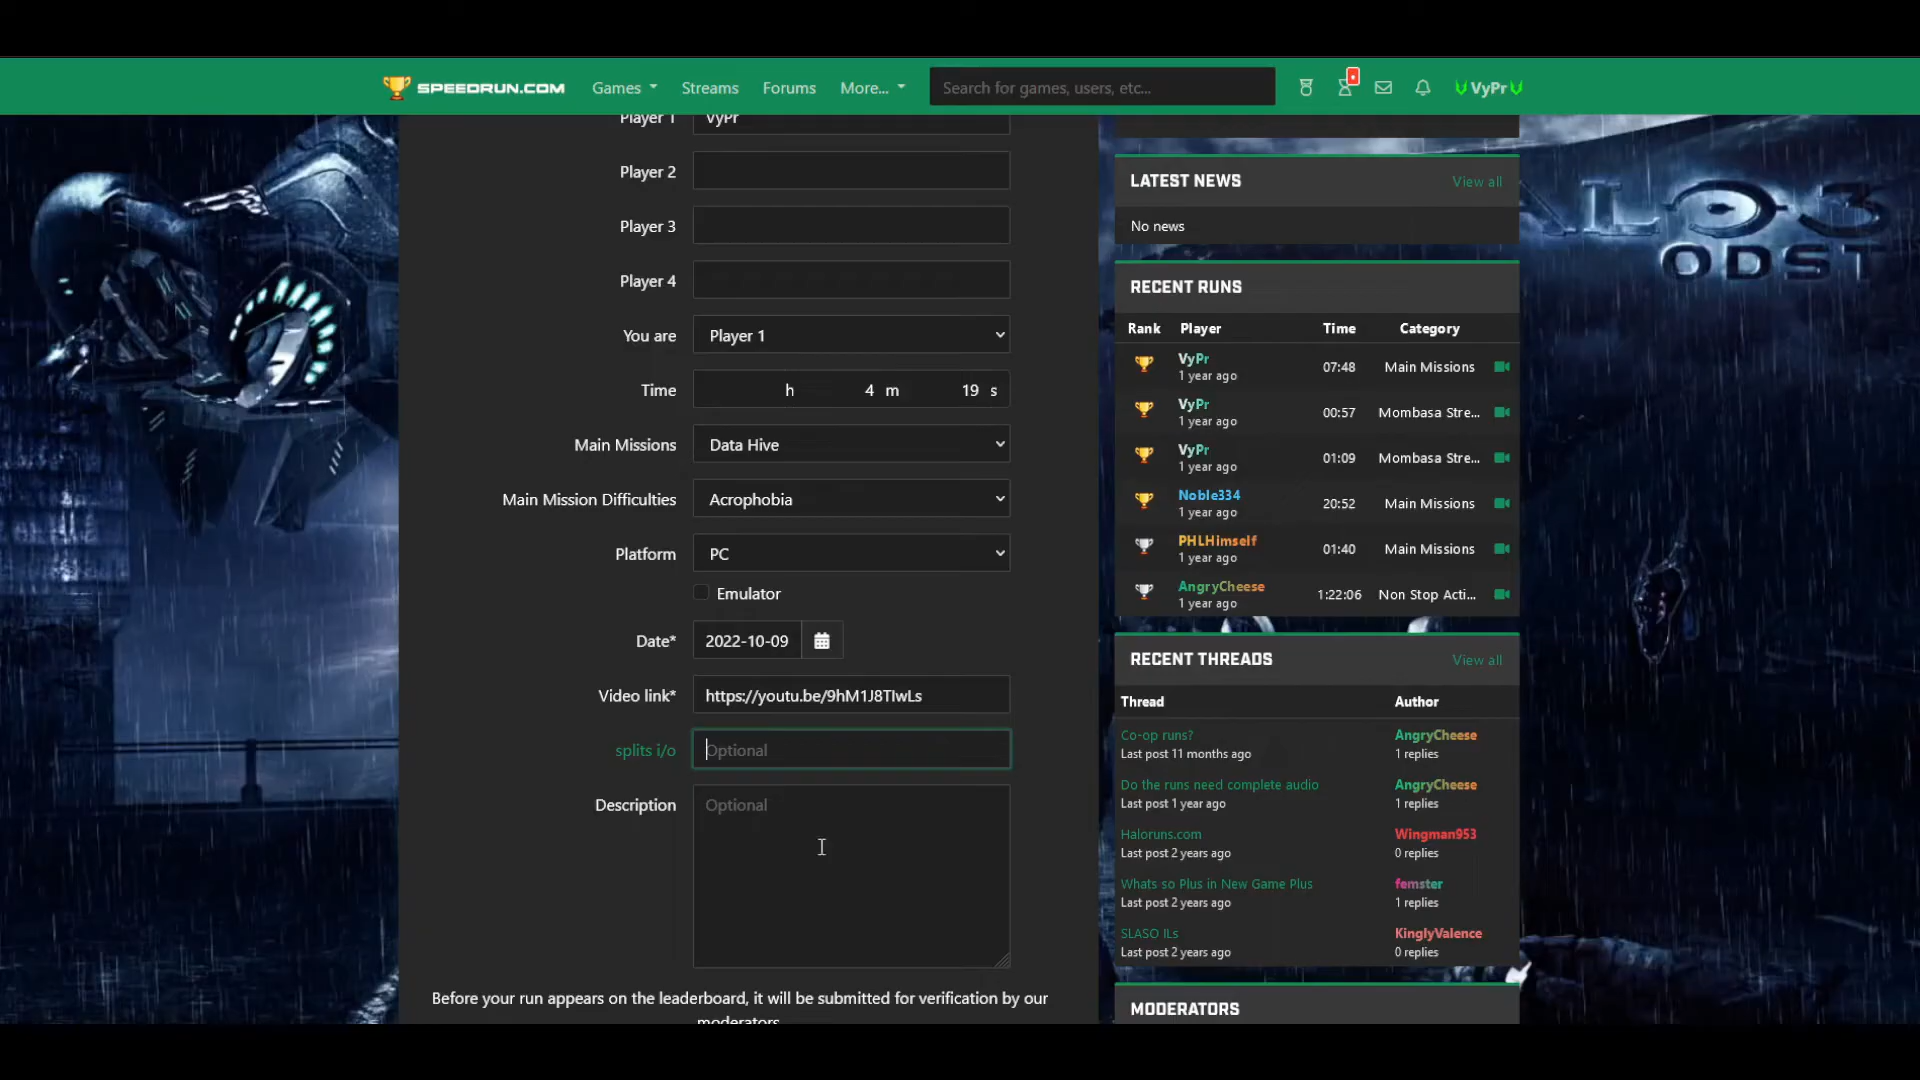 SPEEDRUN.COM Games Streams Forums More... Search for games, users, etc... VyPr
Player 1 VyPr
Player 2
Player 3
Player 4
You are Player 1
Time h 4 m 19 s
Main Missions Data Hive
Main Mission Difficulties Acrophobia
Platform PC
Emulator
Date* 2022-10-09
Video link* https://youtu.be/9hM1J8TIwLs
splits i/o Optional
Description Optional
Before your run appears on the leaderboard, it will be submitted for verification by our
moderators
LATEST NEWS View all
No news
RECENT RUNS
Rank Player Time Category
VyPr
1 year ago 07:48 Main Missions
VyPr
1 year ago 00:57 Mombasa Stre...
VyPr
1 year ago 01:09 Mombasa Stre...
Noble334
1 year ago 20:52 Main Missions
PHLHimself
1 year ago 01:40 Main Missions
AngryCheese
1 year ago 1:22:06 Non Stop Acti...
RECENT THREADS View all
Thread Author
Co-op runs? AngryCheese
Last post 11 months ago 1 replies
Do the runs need complete audio AngryCheese
Last post 1 year ago 1 replies
Haloruns.com Wingman953
Last post 2 years ago 0 replies
Whats so Plus in New Game Plus femster
Last post 2 years ago 1 replies
SLASO ILs KinglyValence
Last post 2 years ago 0 replies
MODERATORS
ALO 3
ODST